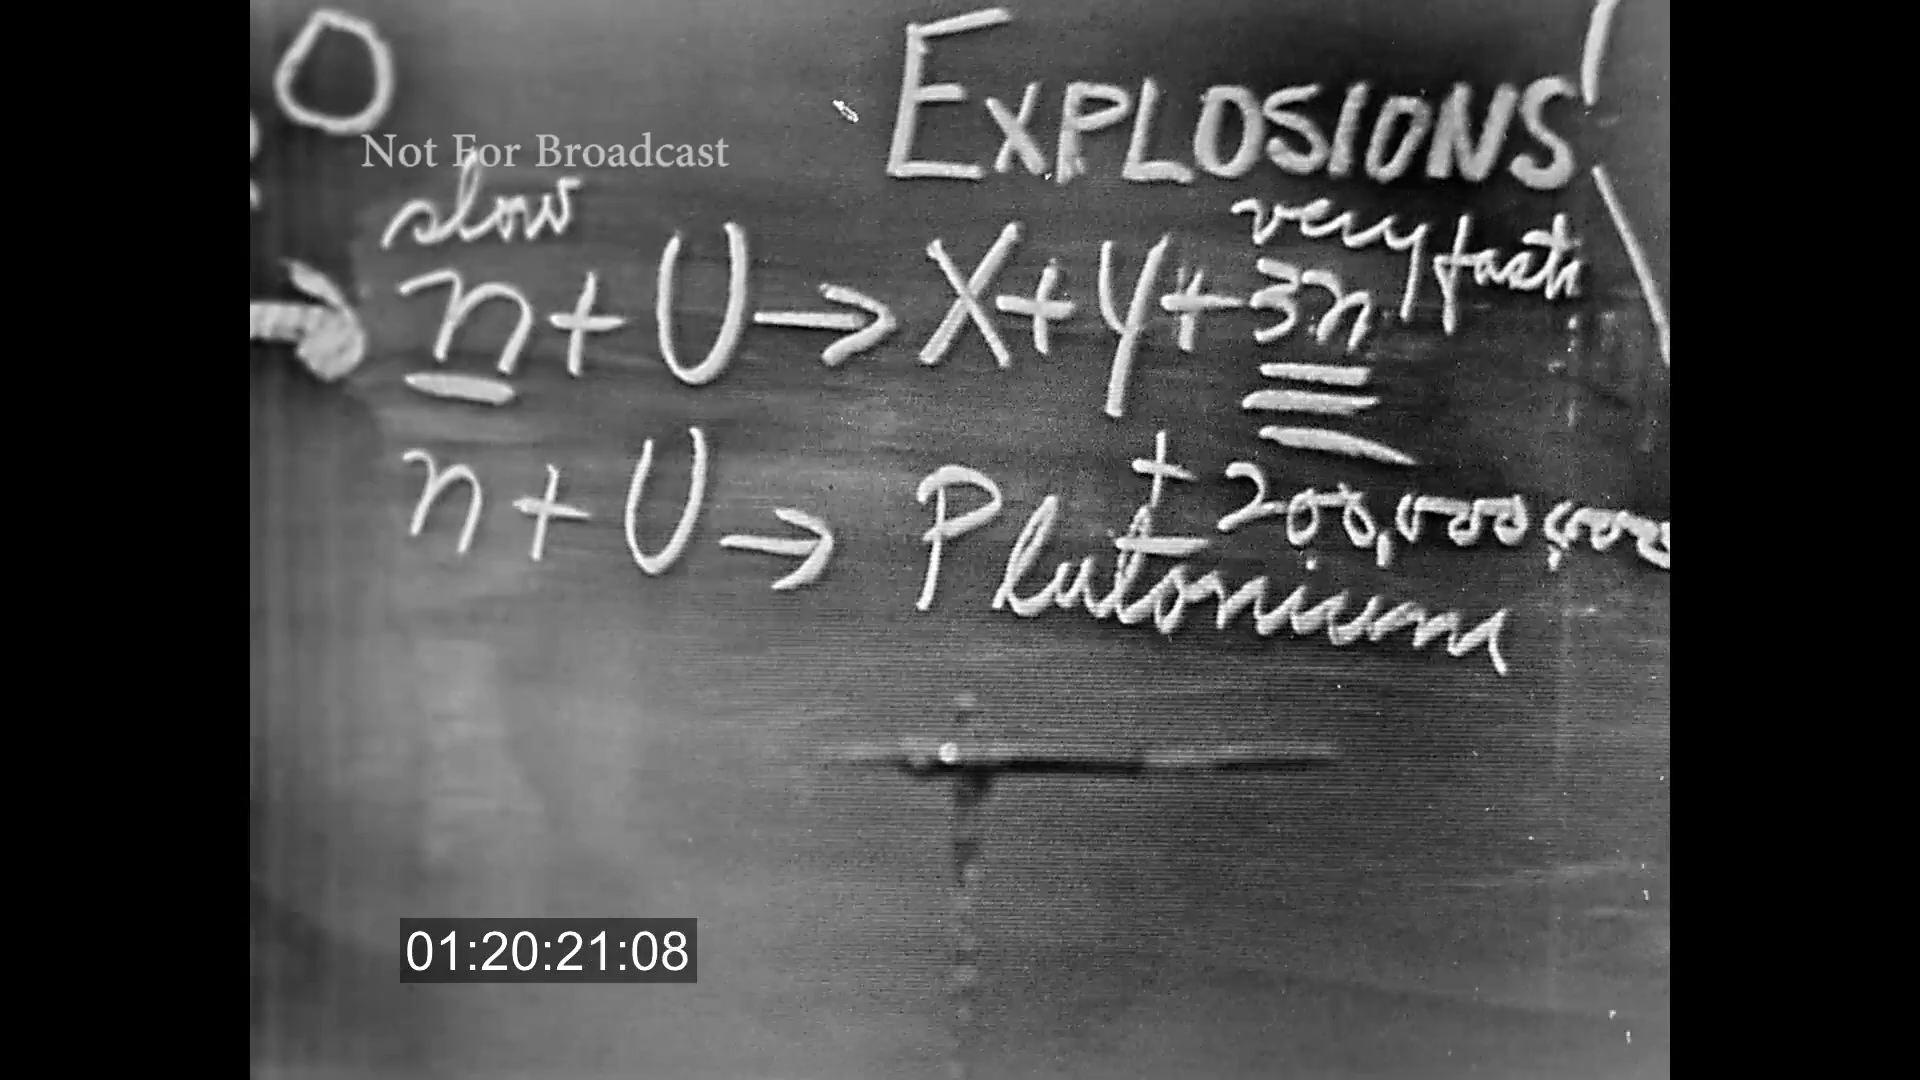 O
EXPLOSIONS
Not For Broadcast
slow
very fast
n + U → X + Y + 3n
+ 200,000,000
n + U → Plutonium
01:20:21:08